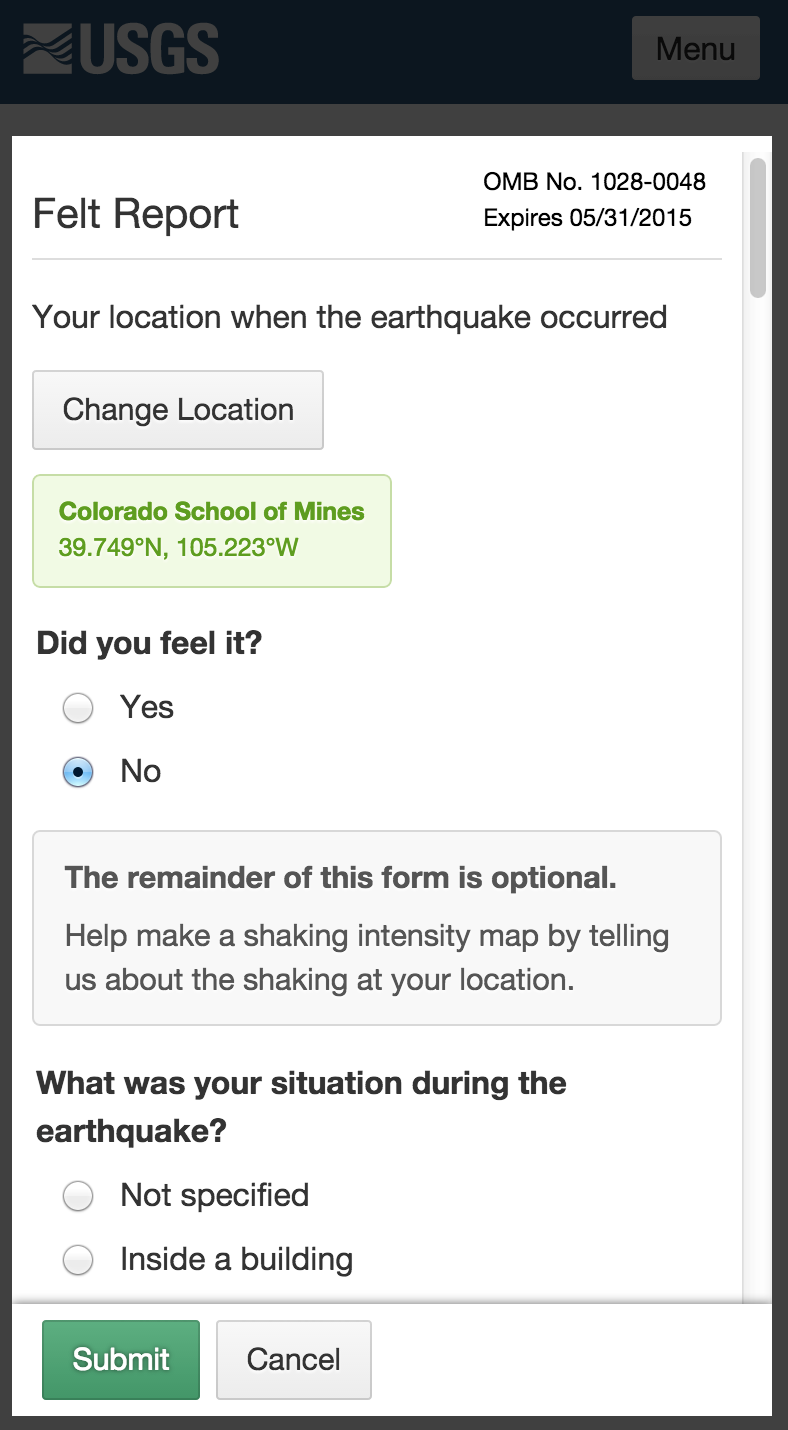 USGS
Menu
Felt Report
OMB No. 1028-0048
Expires 05/31/2015
Your location when the earthquake occurred
Change Location
Colorado School of Mines
39.749°N, 105.223°W
Did you feel it?
Yes
No
The remainder of this form is optional.
Help make a shaking intensity map by telling
us about the shaking at your location.
What was your situation during the
earthquake?
Not specified
Inside a building
Submit
Cancel